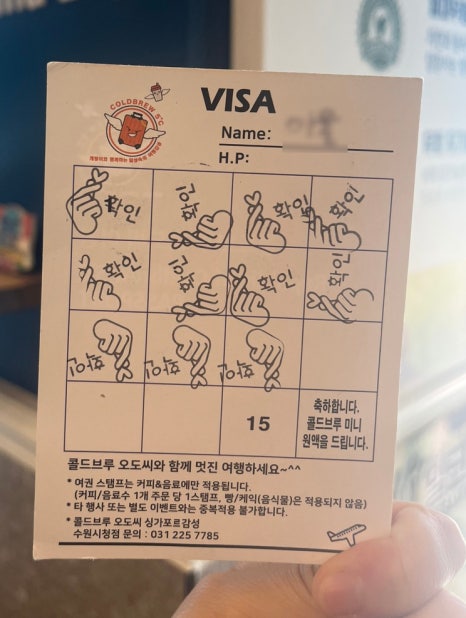 COLDBREW 5℃
VISA
Name:
H.P:
확인 확인 확인 확인
확인 확인 확인 확인
확인 확인 확인
15
축하합니다.
콜드브루 미니
원액을 드립니다.
콜드브루 오도씨와 함께 멋진 여행하세요~^^
* 여권 스탬프는 커피&음료에만 적용됩니다.
(커피/음료수 1개 주문 당 1스탬프, 빵/케익(음식물)은 적용되지 않음)
* 타 행사 또는 별도 이벤트와는 중복적용 불가합니다.
* 콜드브루 오도씨 싱가포르감성
수원시청점 문의 : 031 225 7785